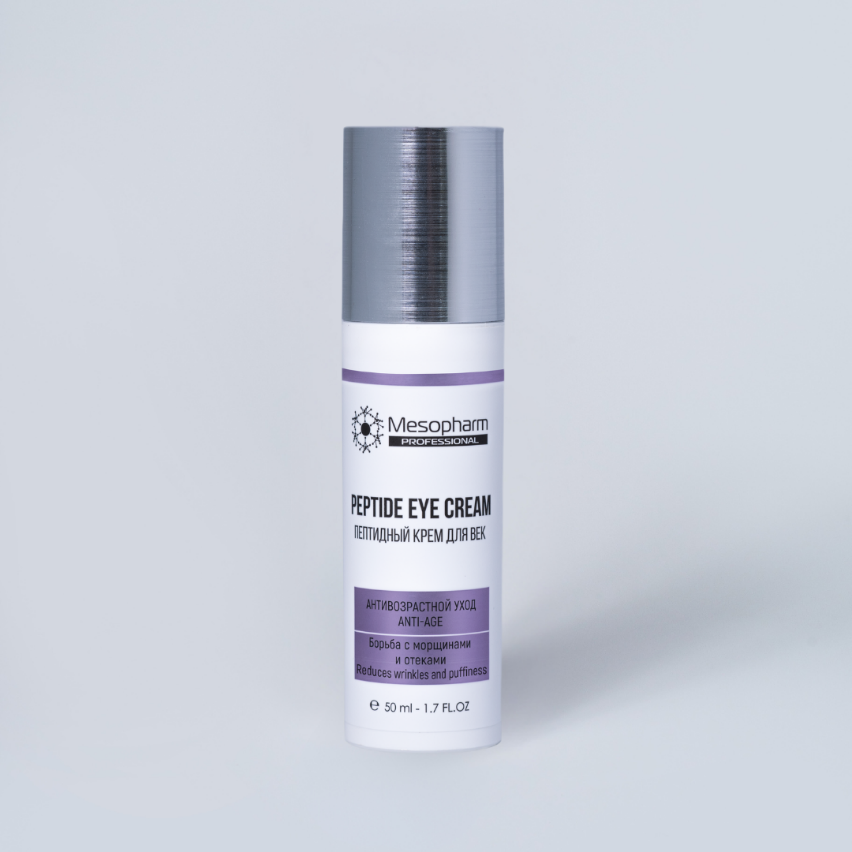 Mesopharm
PROFESSIONAL
PEPTIDE EYE CREAM
ПЕПТИДНЫЙ КРЕМ ДЛЯ ВЕК
АНТИВОЗРАСТНОЙ УХОД
ANTI-AGE
Борьба с морщинами
и отеками
Reduces wrinkles and puffiness
℮ 50 ml - 1.7 FL.OZ